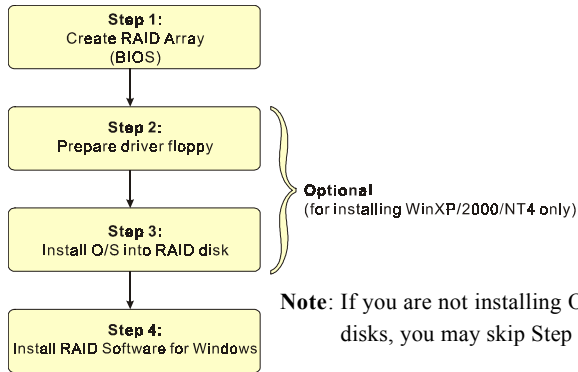 Step 1:
Create RAID Array
(BIOS)
Step 2:
Prepare driver floppy
Optional
(for installing WinXP/2000/NT4 only)
Step 3:
Install O/S into RAID disk
Note: If you are not installing
disks, you may skip Step
Step 4:
Install RAID Software for Windows